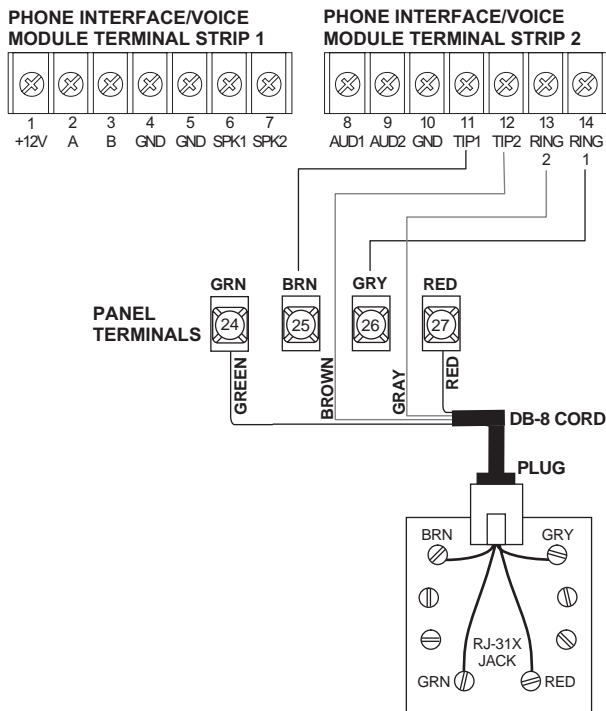 PHONE INTERFACE/VOICE
MODULE TERMINAL STRIP 1
PHONE INTERFACE/VOICE
MODULE TERMINAL STRIP 2
1 2 3 4 5 6 7
+12V A B GND GND SPK1 SPK2
8 9 10 11 12 13 14
AUD1 AUD2 GND TIP1 TIP2 RING RING
2 1
GRN BRN GRY RED
PANEL
TERMINALS
24 25 26 27
GREEN
BROWN
GRAY
RED
DB-8 CORD
PLUG
BRN GRY
RJ-31X
JACK
GRN RED